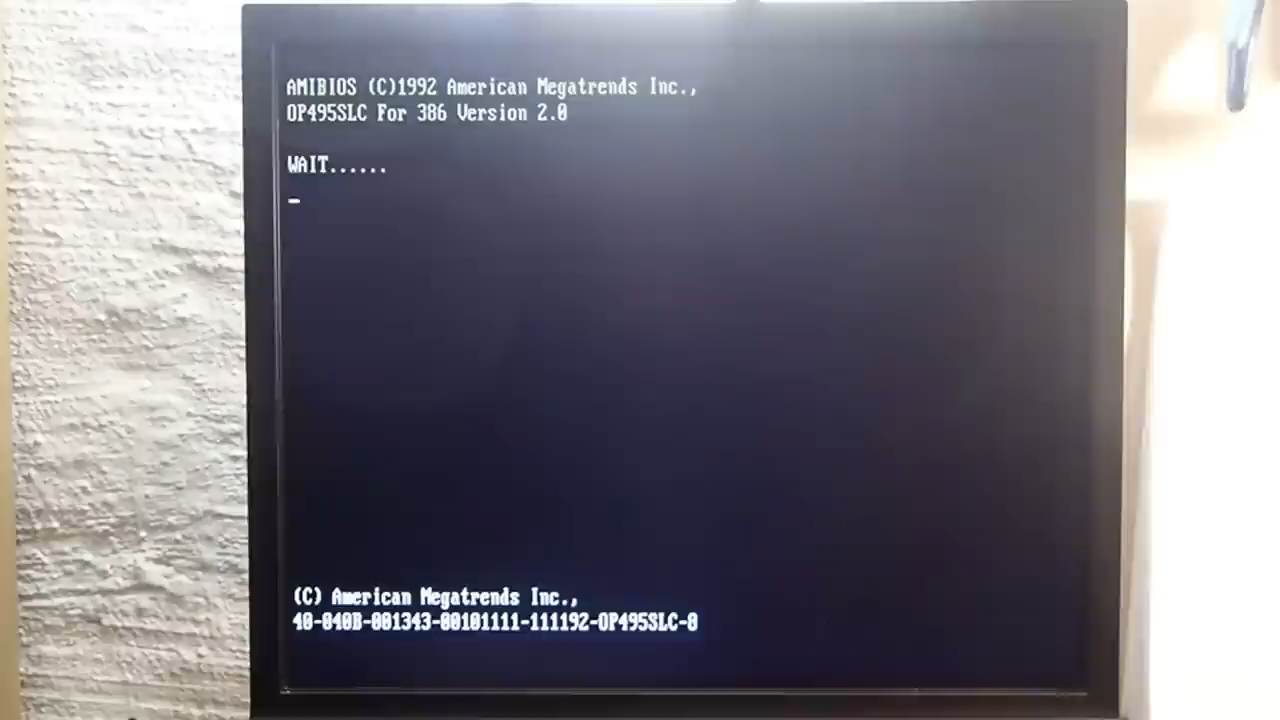 AMIBIOS (C)1992 American Megatrends Inc.,
OP495SLC For 386 Version 2.0
WAIT......
(C) American Megatrends Inc.,
40-040B-001343-00101111-111192-OP495SLC-0